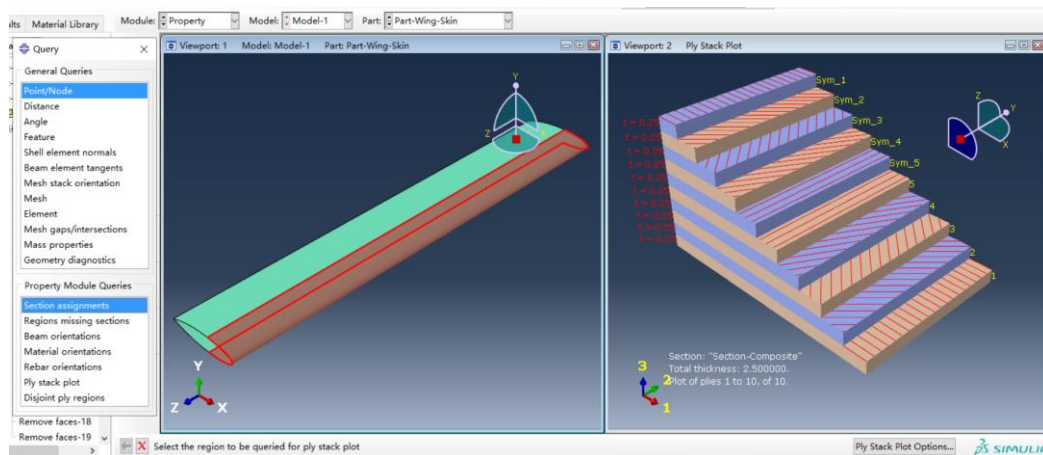 ults Material Library Module: Property Model: Model-1 Part: Part-Wing-Skin
Query
General Queries
Point/Node
Distance
Angle
Feature
Shell element normals
Beam element tangents
Mesh stack orientation
Mesh
Element
Mesh gaps/intersections
Mass properties
Geometry diagnostics
Property Module Queries
Section assignments
Regions missing sections
Beam orientations
Material orientations
Rebar orientations
Ply stack plot
Disjoint ply regions
Remove faces-18
Remove faces-19
Viewport: 1 Model: Model-1 Part: Part-Wing-Skin
Y
Z X
Y
Z X
Viewport: 2 Ply Stack Plot
Sym_1
Sym_2
Sym_3
Sym_4
Sym_5
5
4
3
2
1
t = 0.25
t = 0.25
t = 0.25
t = 0.25
t = 0.25
t = 0.25
t = 0.25
t = 0.25
t = 0.25
t = 0.25
Z
Y
X
Section: "Section-Composite"
Total thickness: 2.500000.
Plot of plies 1 to 10, of 10.
3
2
1
Select the region to be queried for ply stack plot
Ply Stack Plot Options...
SIMULIA